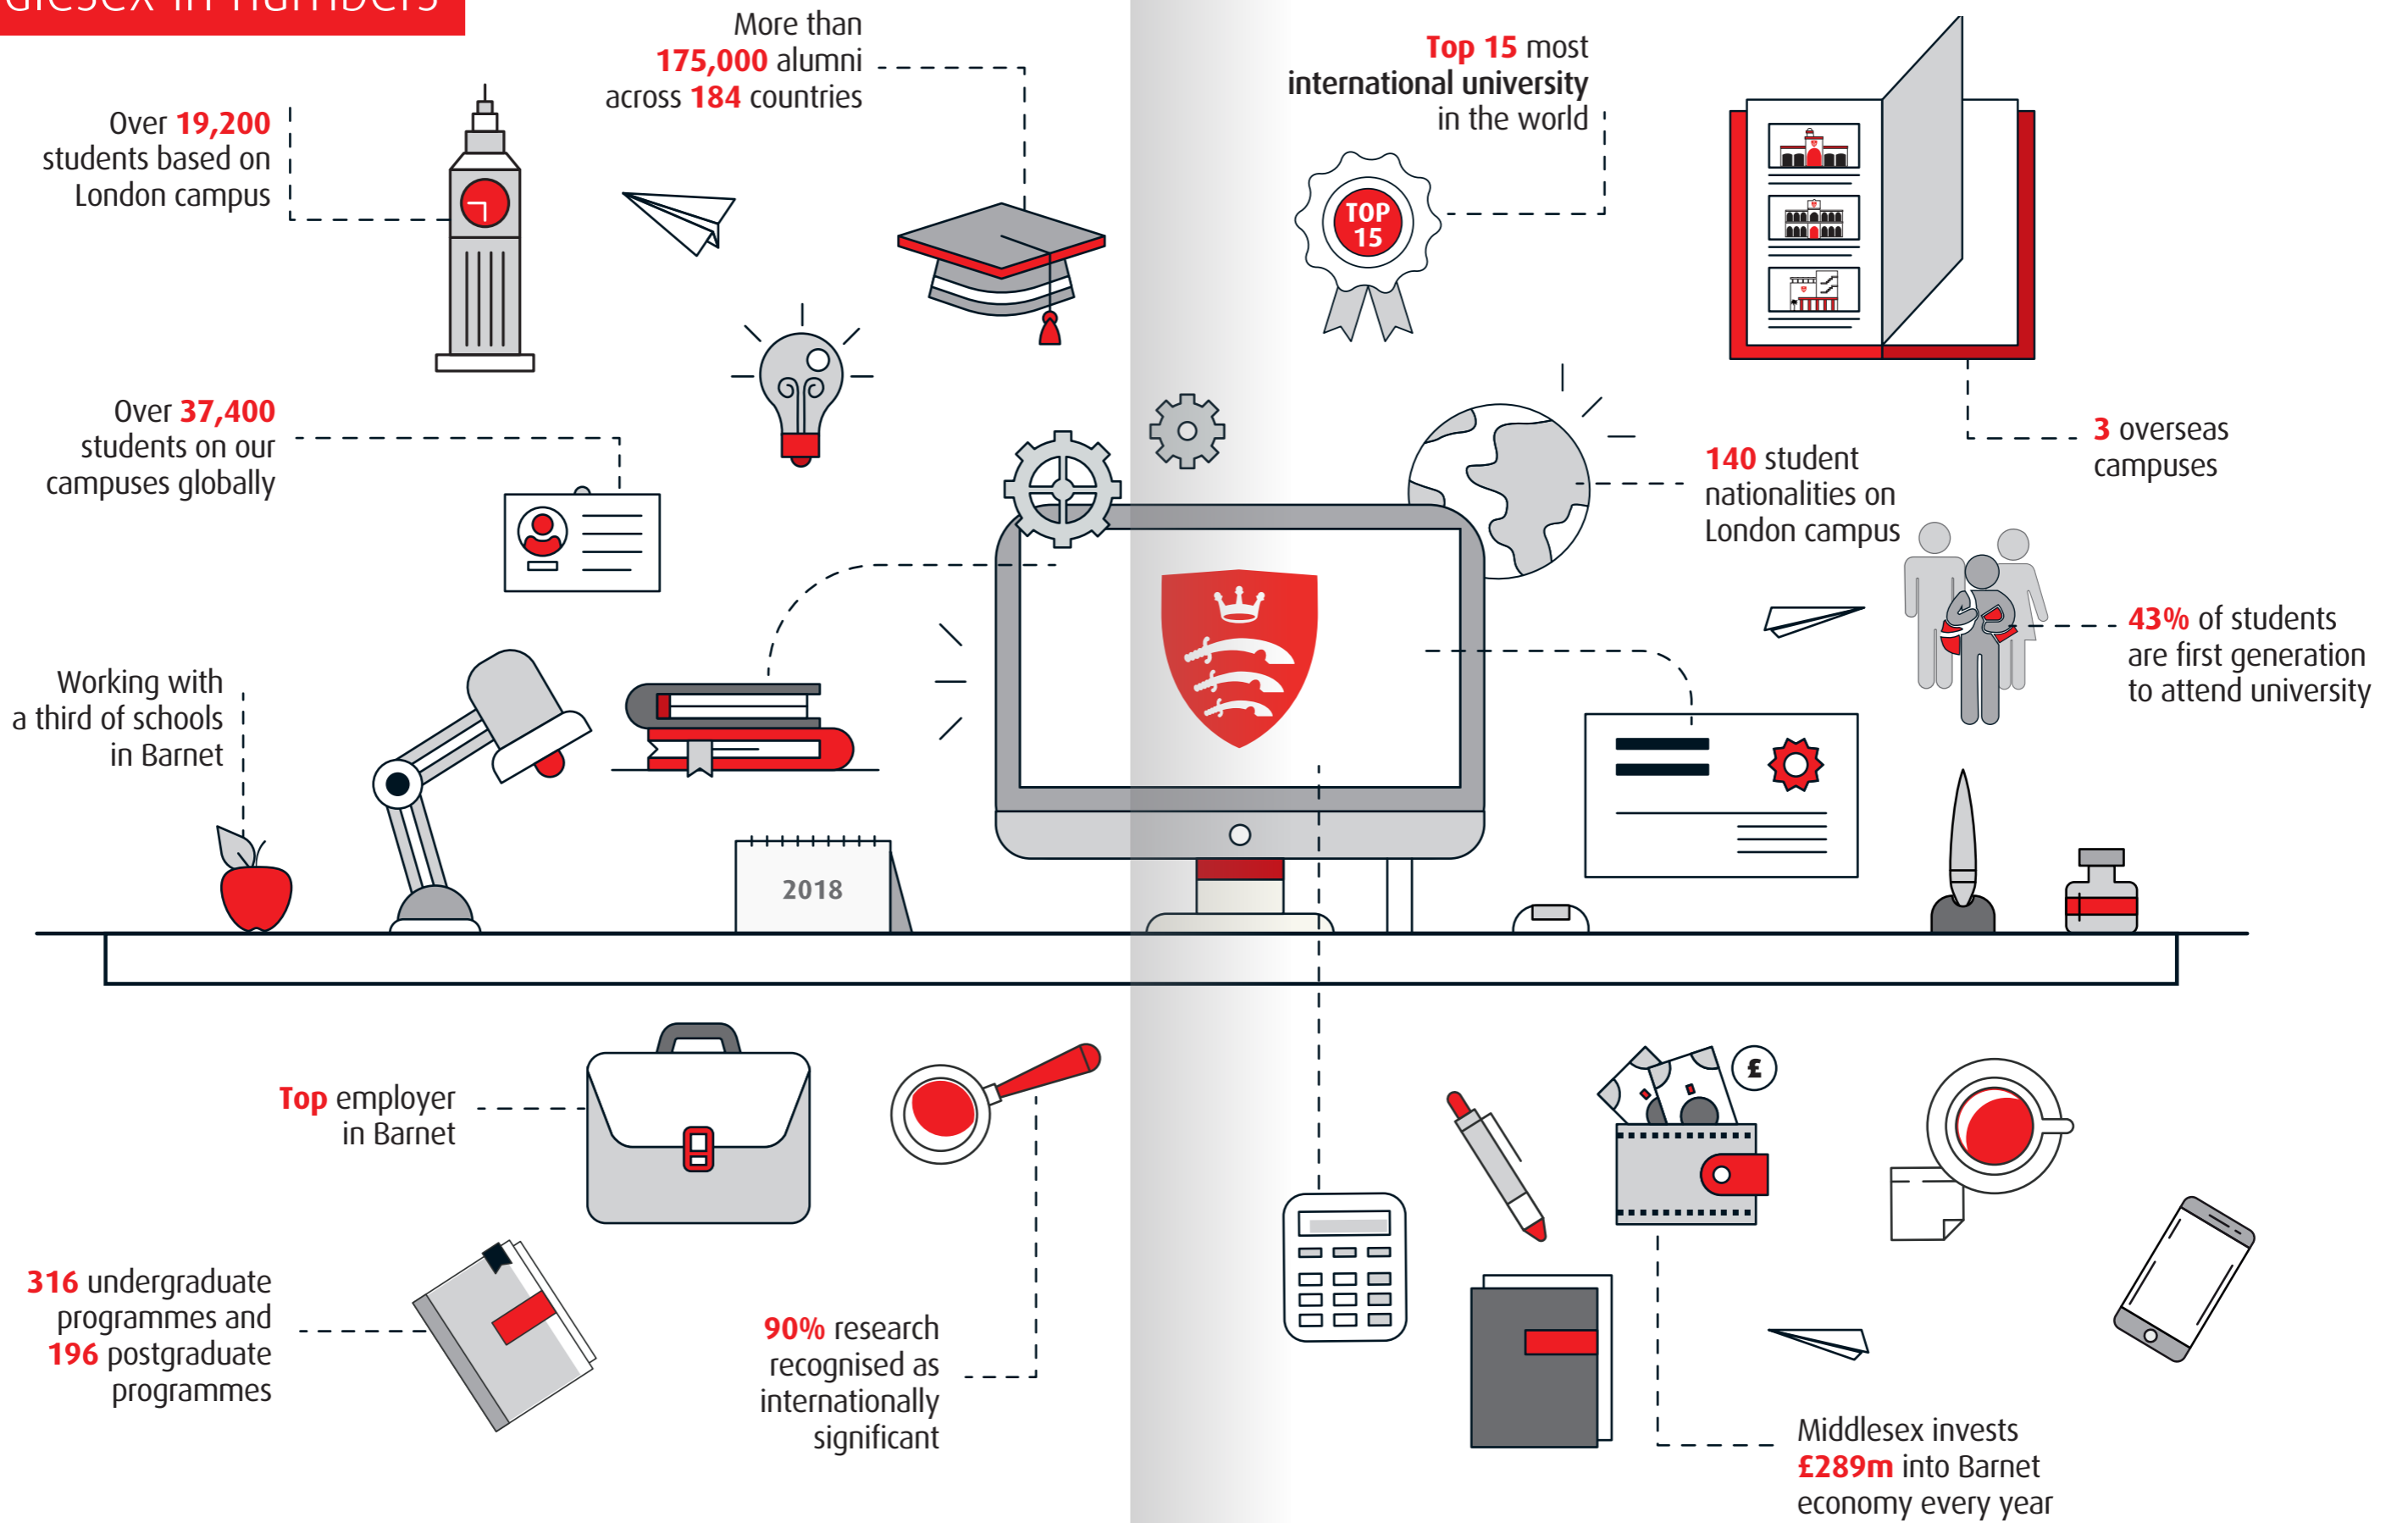 in numbers
More than
175,000 alumni
across 184 countries
Over 19,200
students based on
London campus
Over 37,400
students on our
campuses globally
Working with
a third of schools
in Barnet
2018
Top 15 most
international university
in the world
TOP
15
3 overseas
campuses
140 student
nationalities on
London campus
43% of students
are first generation
to attend university
Top employer
in Barnet
316 undergraduate
programmes and
196 postgraduate
programmes
90% research
recognised as
internationally
significant
£
Middlesex invests
£289m into Barnet
economy every year